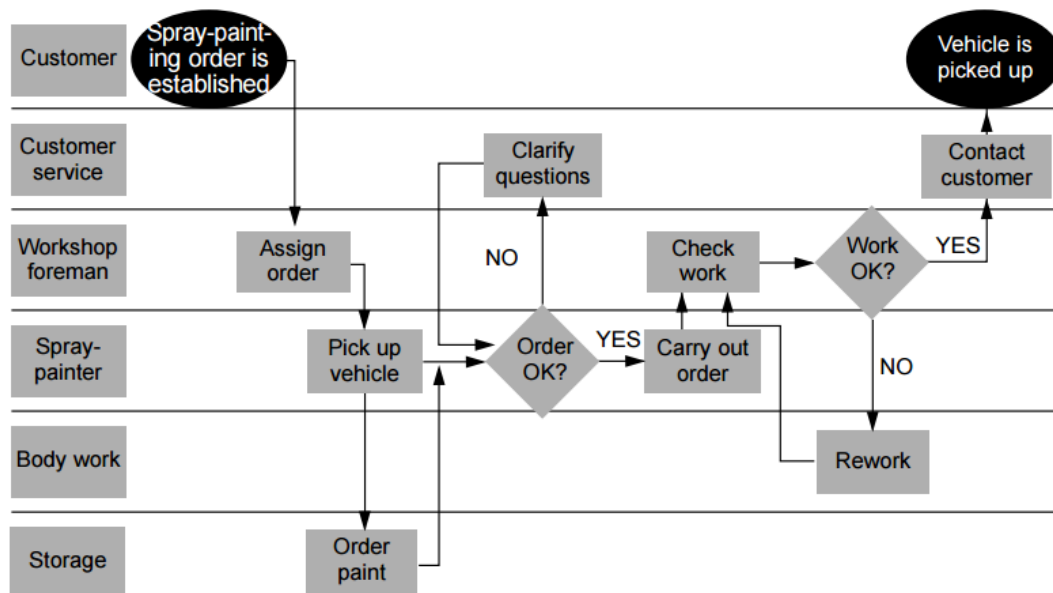 Customer
Spray-paint-
ing order is
established
Vehicle is
picked up
Customer
service
Clarify
questions
Contact
customer
Workshop
foreman
Assign
order
NO
Check
work
Work
OK?
YES
Spray-
painter
Pick up
vehicle
Order
OK?
YES
Carry out
order
NO
Body work
Rework
Storage
Order
paint